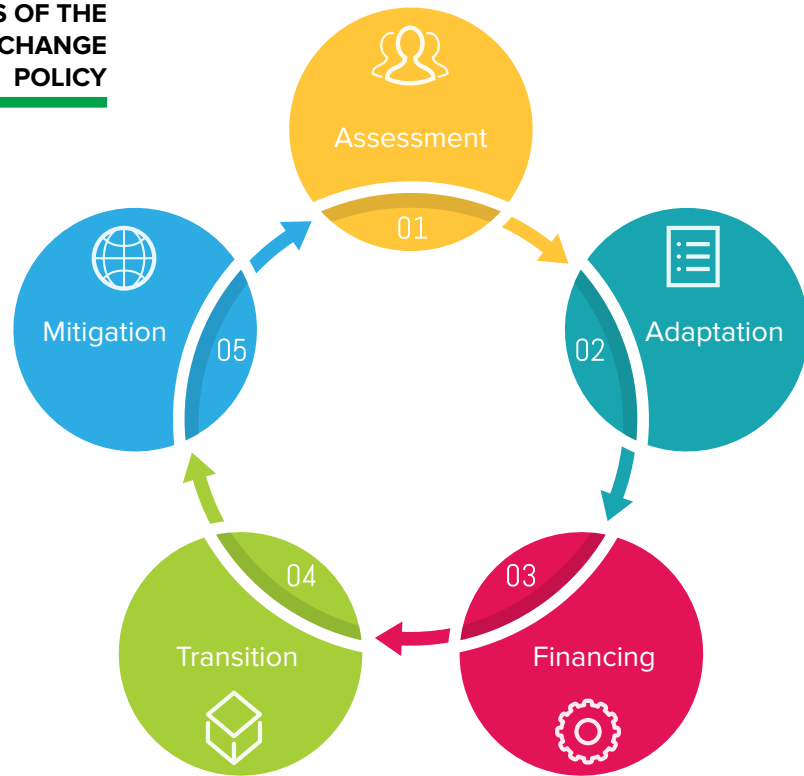 OF THE
CHANGE
POLICY
Assessment
01
Adaptation
02
Financing
03
Transition
04
Mitigation
05